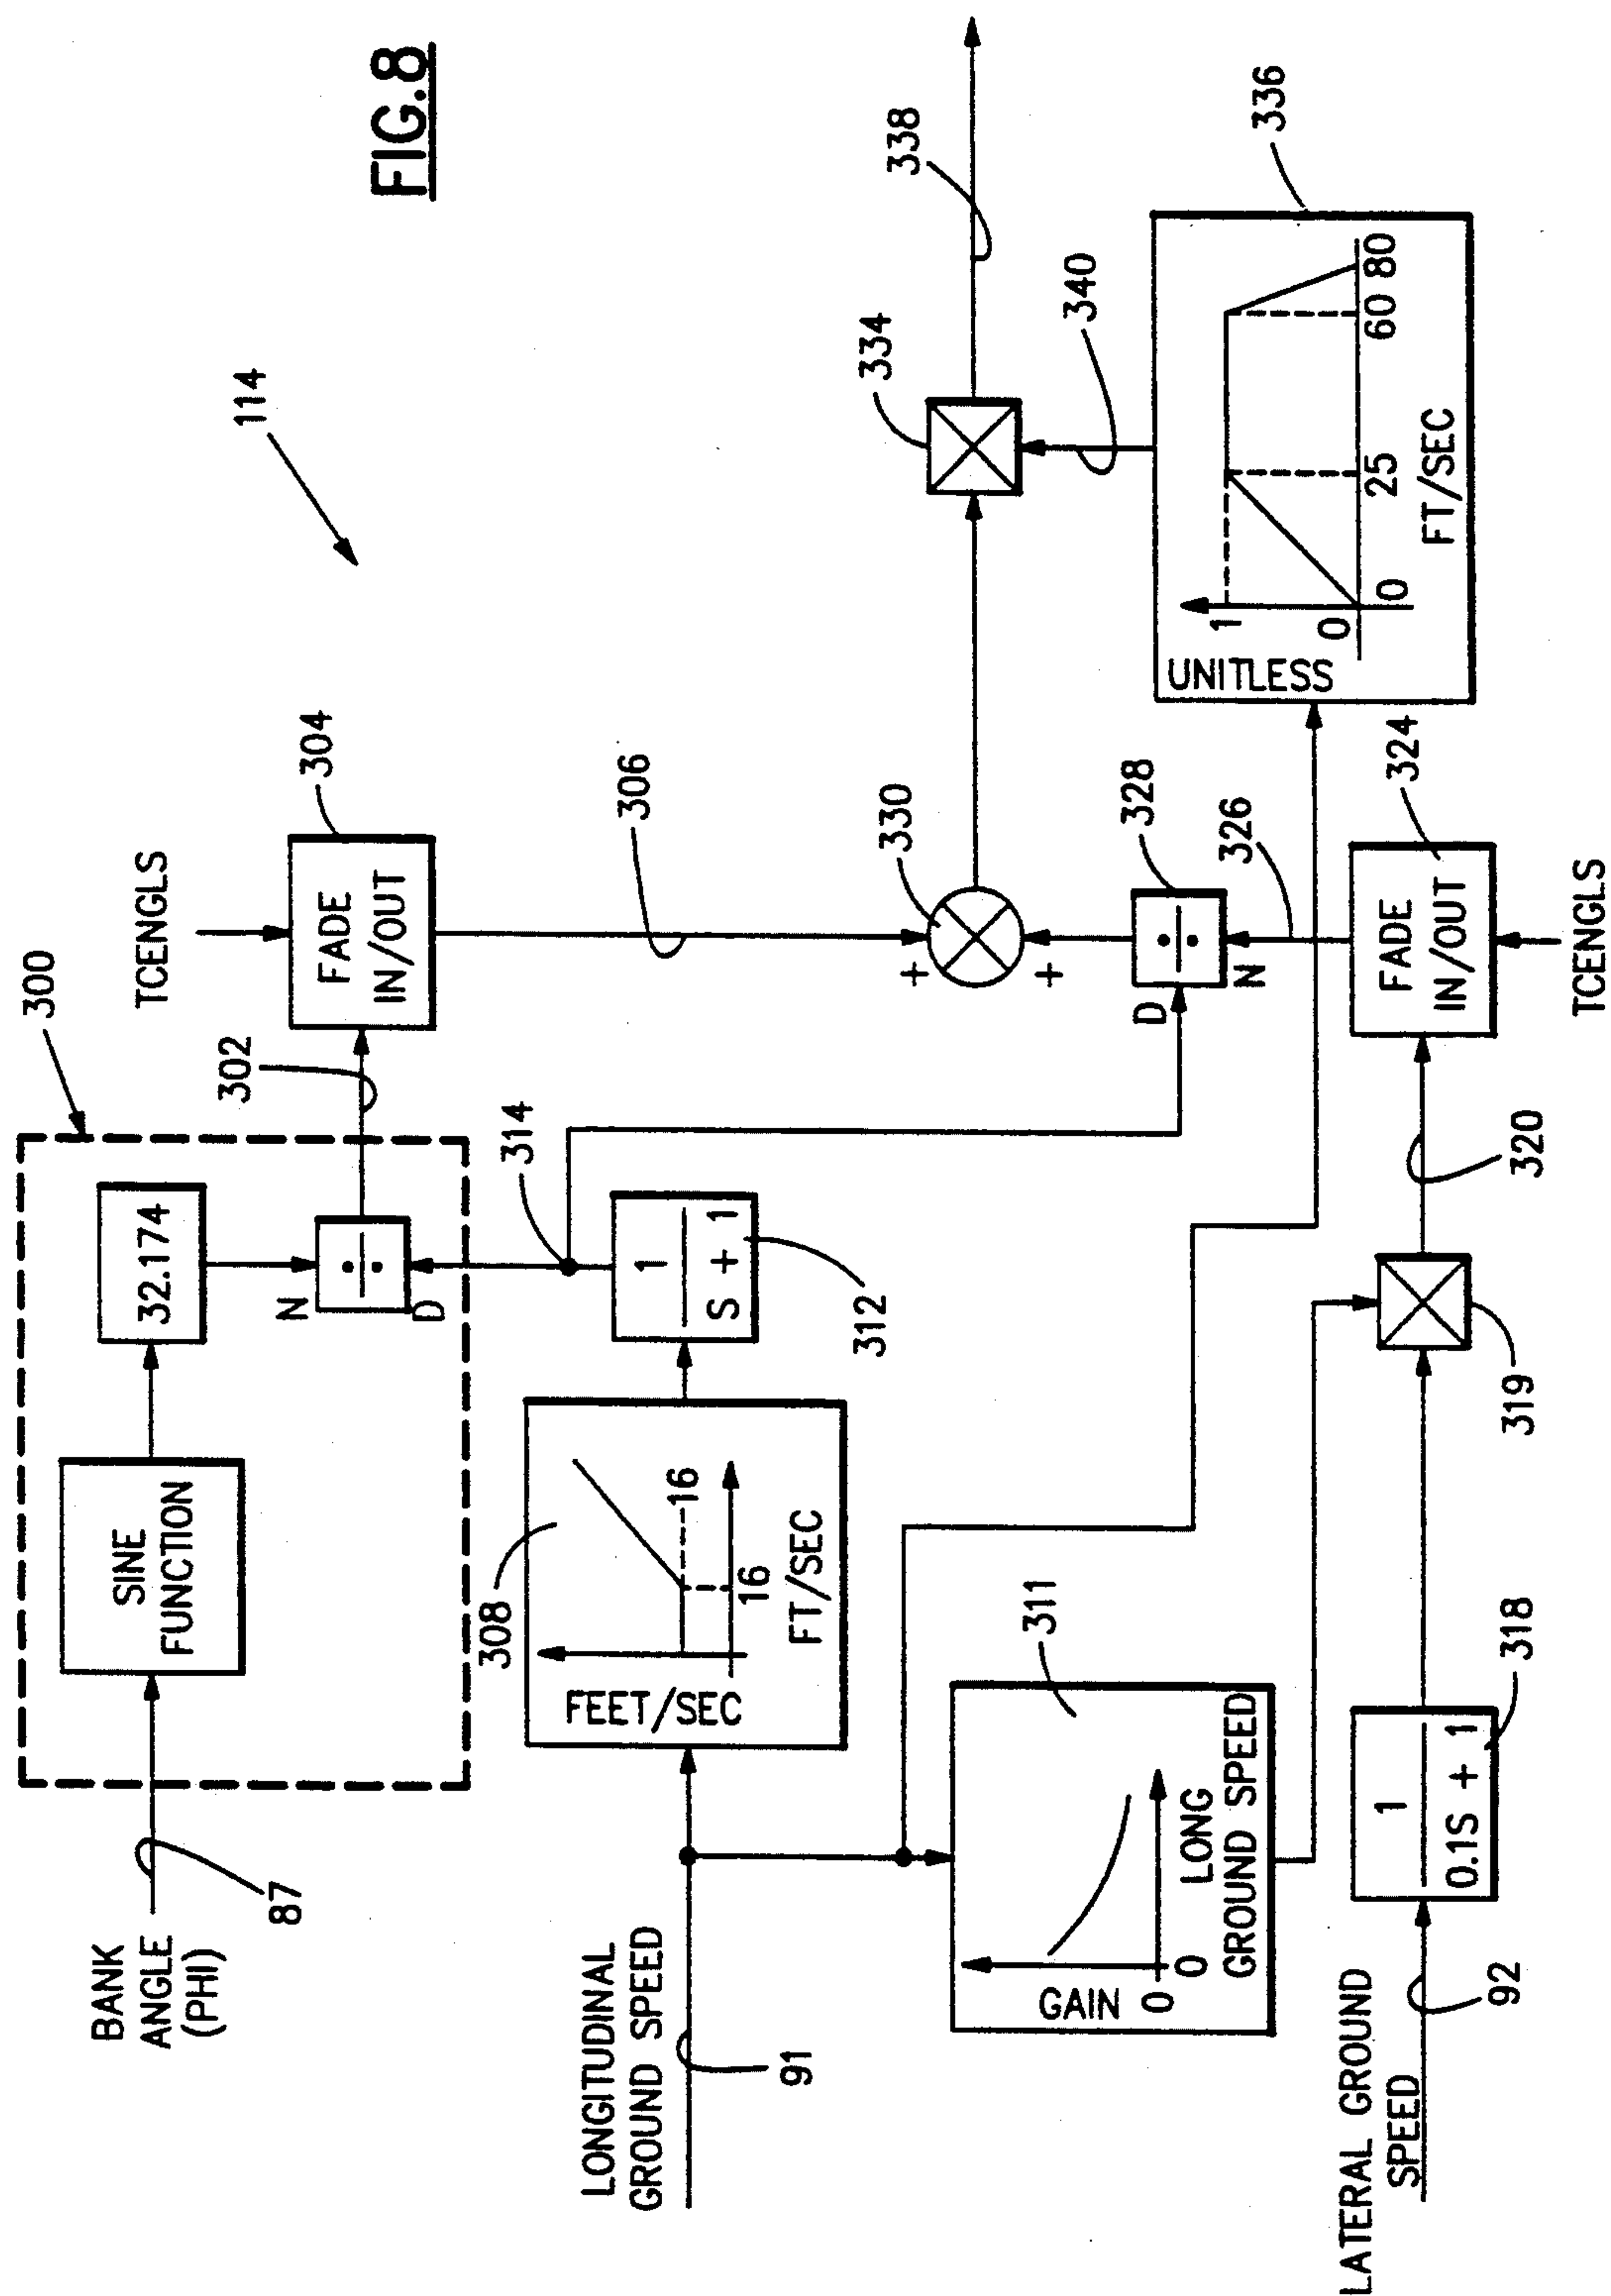 FIG.8
114
300
TCENGLS
BANK
ANGLE
(PHI)
87
SINE
FUNCTION
32.174
N
D
302
FADE
IN/OUT
304
306
LONGITUDINAL
GROUND SPEED
91
308
FEET/SEC
16
16
FT/SEC
1
S + 1
312
314
330
+
+
334
338
340
D
N
328
326
311
GAIN
0
0
LONG
GROUND SPEED
UNITLESS
1
0
0
25
60
80
FT/SEC
336
LATERAL GROUND
SPEED
92
1
0.1S + 1
318
319
320
FADE
IN/OUT
324
TCENGLS